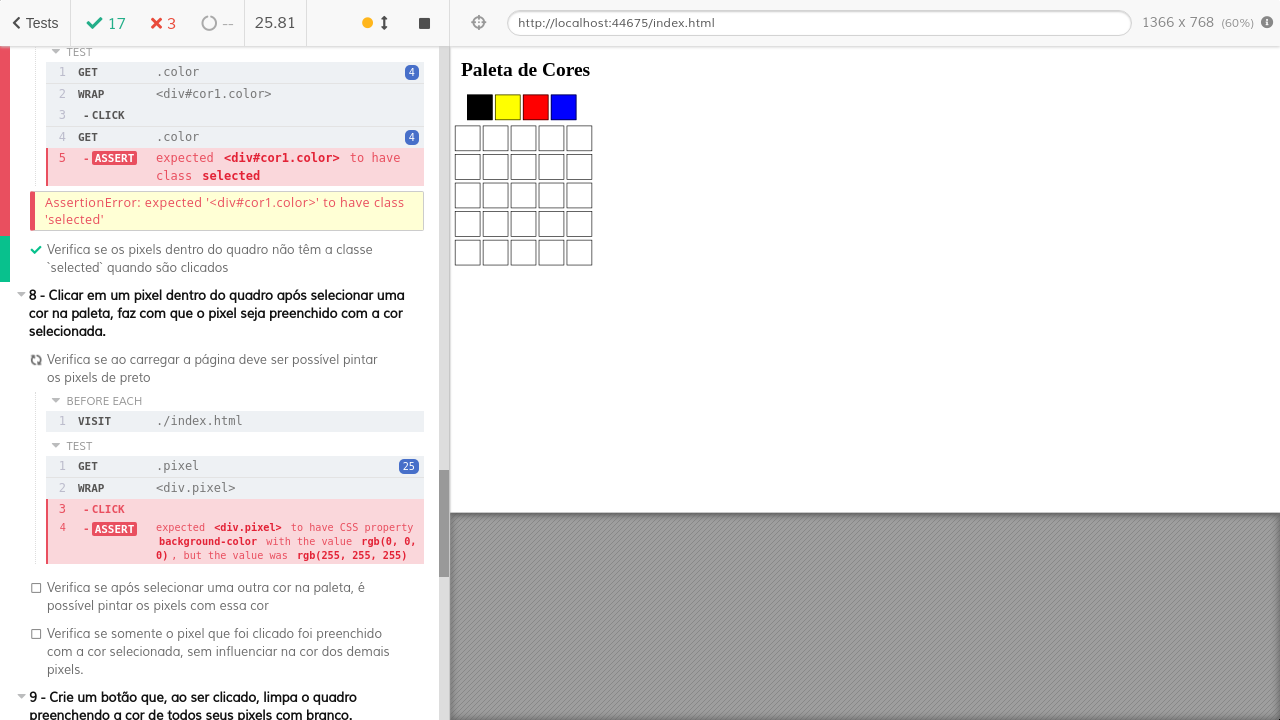 Tests 17 3 -- 25.81
http://localhost:44675/index.html 1366 x 768 (60%)
TEST
1 GET .color 4
2 WRAP <div#cor1.color>
3 - CLICK
4 GET .color 4
5 - ASSERT expected <div#cor1.color> to have
class selected
AssertionError: expected '<div#cor1.color>' to have class
'selected'
Verifica se os pixels dentro do quadro não têm a classe
`selected` quando são clicados
8 - Clicar em um pixel dentro do quadro após selecionar uma
cor na paleta, faz com que o pixel seja preenchido com a cor
selecionada.
Verifica se ao carregar a página deve ser possível pintar
os pixels de preto
BEFORE EACH
1 VISIT ./index.html
TEST
1 GET .pixel 25
2 WRAP <div.pixel>
3 - CLICK
4 - ASSERT expected <div.pixel> to have CSS property
background-color with the value rgb(0, 0,
0) , but the value was rgb(255, 255, 255)
Verifica se após selecionar uma outra cor na paleta, é
possível pintar os pixels com essa cor
Verifica se somente o pixel que foi clicado foi preenchido
com a cor selecionada, sem influenciar na cor dos demais
pixels.
9 - Crie um botão que, ao ser clicado, limpa o quadro
preenchendo a cor de todos seus pixels com branco.
Paleta de Cores